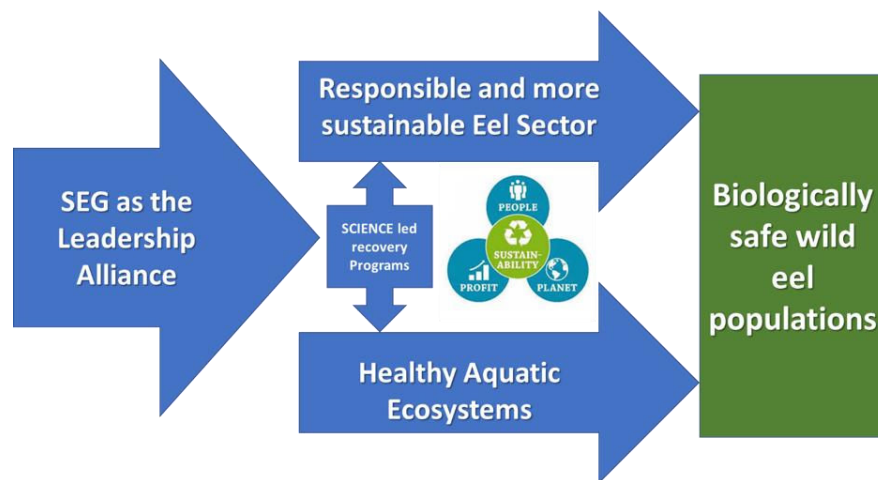 SEG as the
Leadership
Alliance
Responsible and more
sustainable Eel Sector
SCIENCE led
recovery
Programs
PEOPLE
SUSTAIN-
ABILITY
PROFIT
PLANET
Healthy Aquatic
Ecosystems
Biologically
safe wild
eel
populations